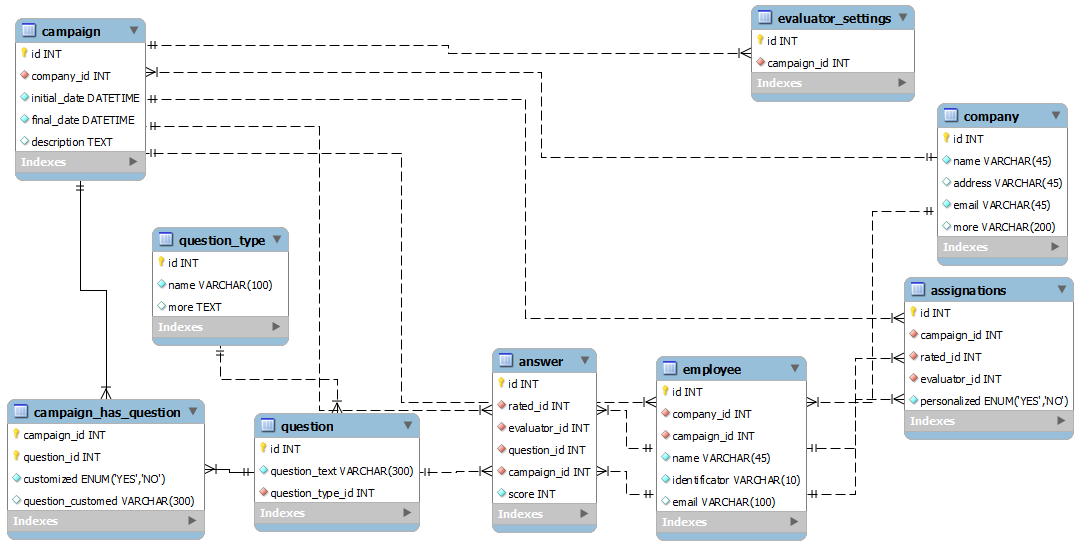 campaign
id INT
company_id INT
initial_date DATETIME
final_date DATETIME
description TEXT
Indexes
evaluator_settings
id INT
campaign_id INT
Indexes
company
id INT
name VARCHAR(45)
address VARCHAR(45)
email VARCHAR(45)
more VARCHAR(200)
Indexes
question_type
id INT
name VARCHAR(100)
more TEXT
Indexes
assignations
id INT
campaign_id INT
rated_id INT
evaluator_id INT
personalized ENUM('YES','NO')
Indexes
answer
id INT
rated_id INT
evaluator_id INT
question_id INT
campaign_id INT
score INT
Indexes
employee
id INT
company_id INT
campaign_id INT
name VARCHAR(45)
identificator VARCHAR(10)
email VARCHAR(100)
Indexes
campaign_has_question
campaign_id INT
question_id INT
customized ENUM('YES','NO')
question_customed VARCHAR(300)
Indexes
question
id INT
question_text VARCHAR(300)
question_type_id INT
Indexes